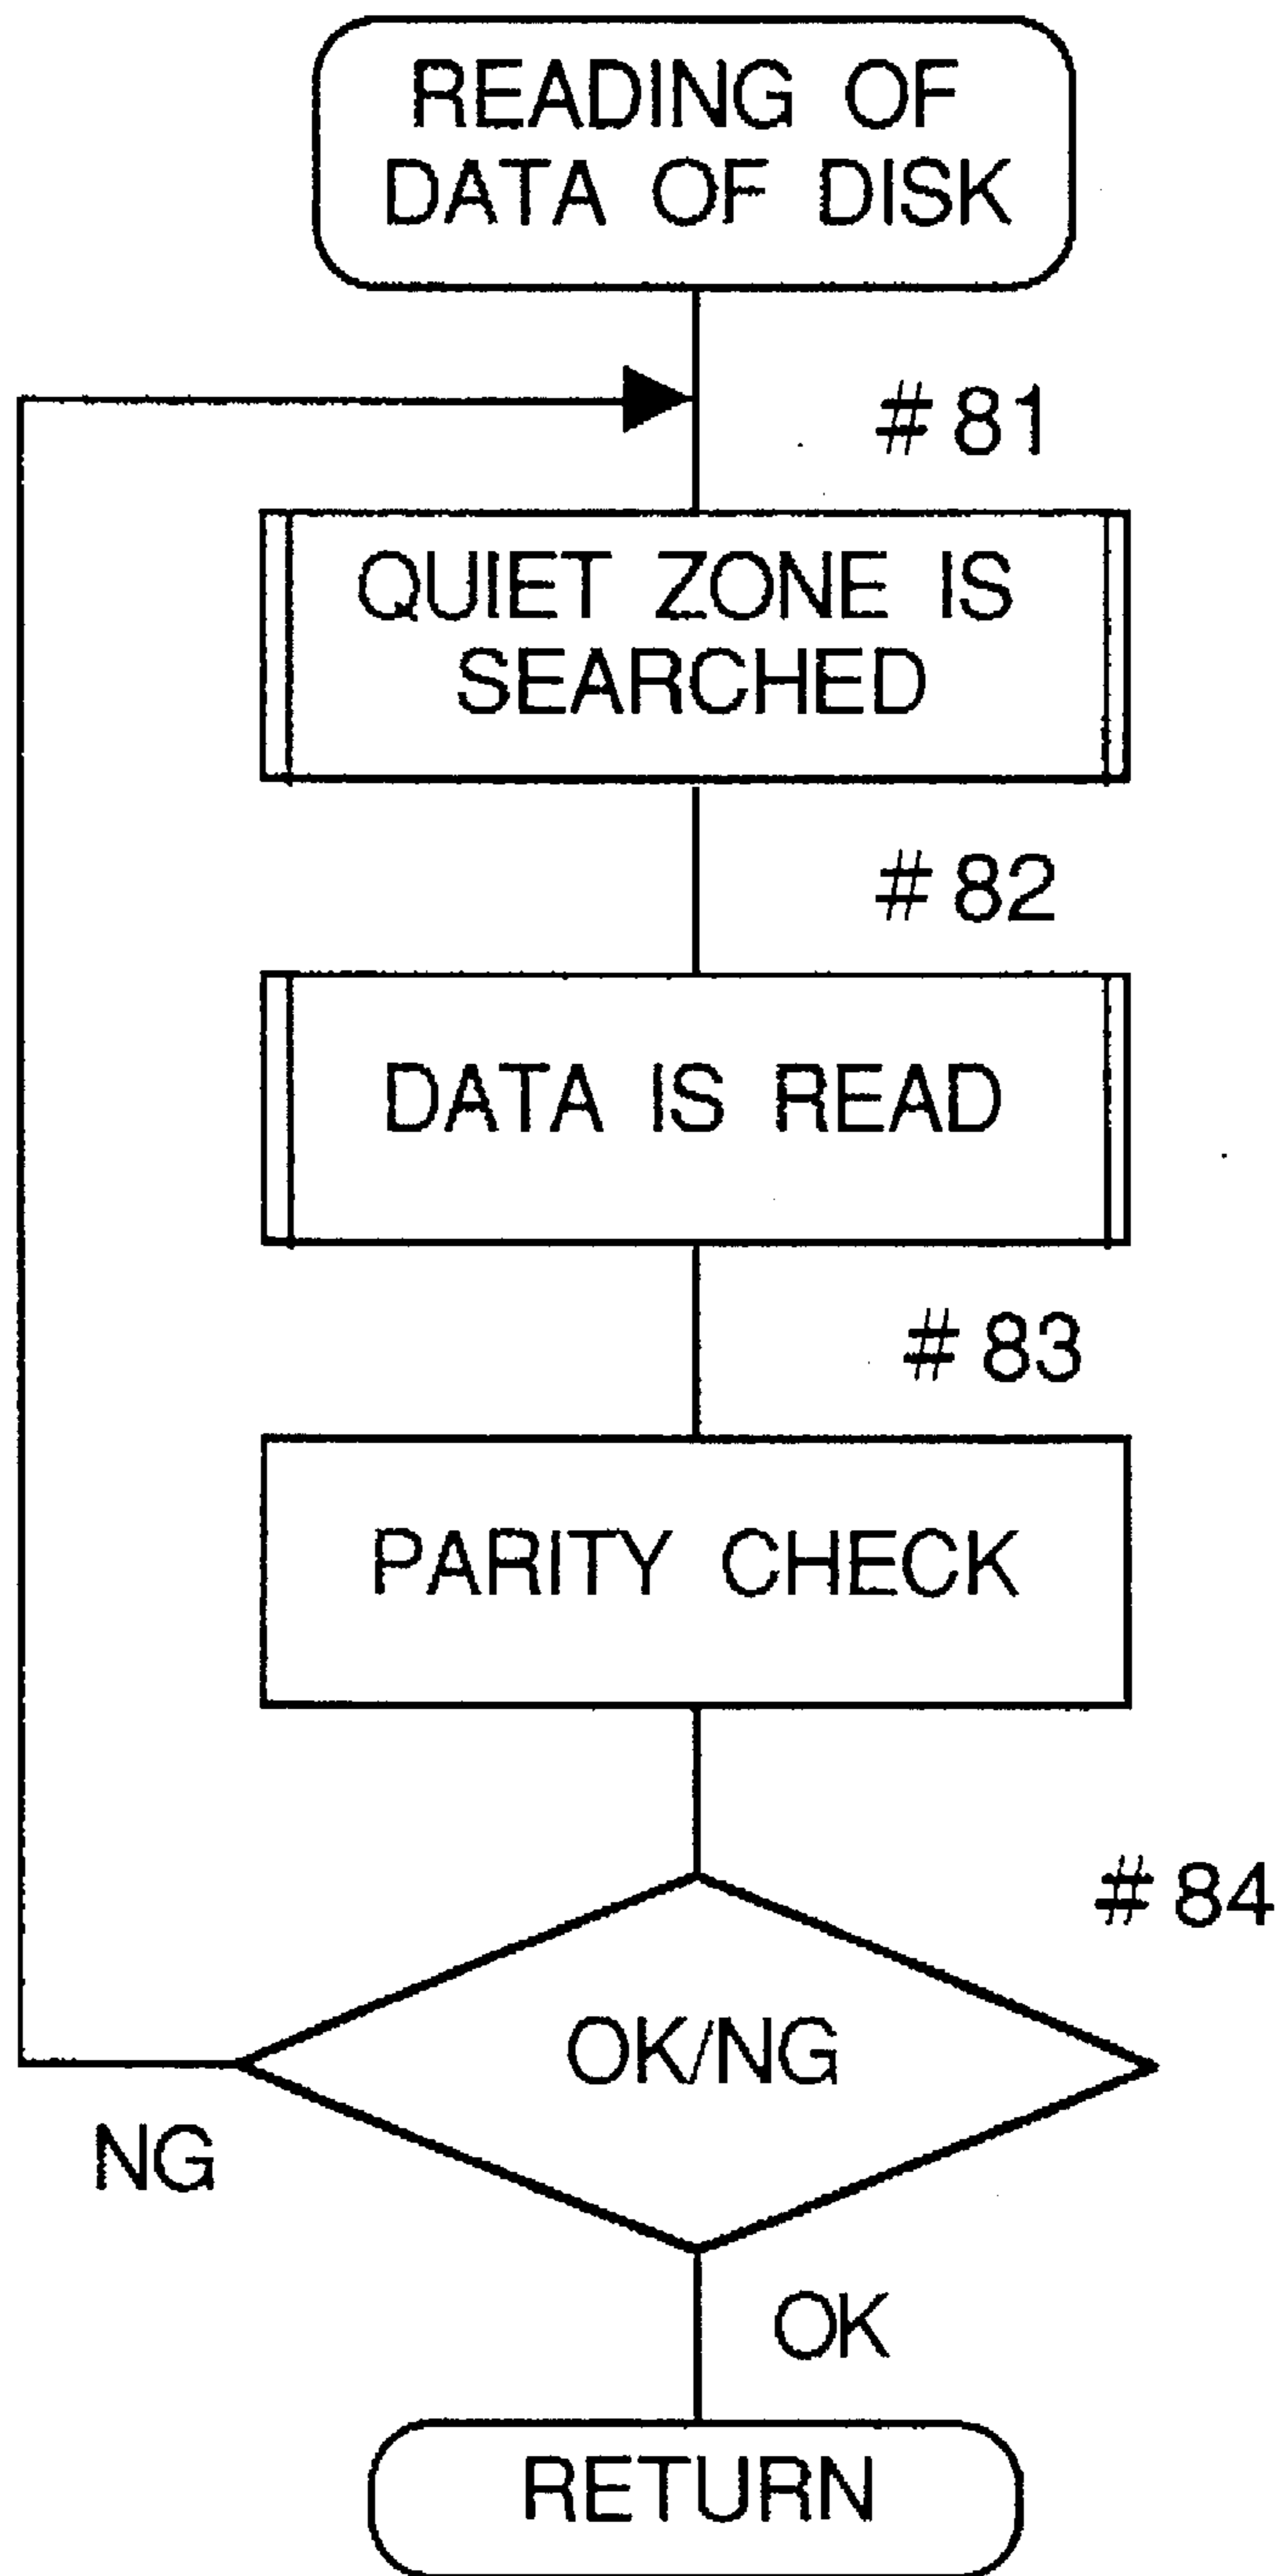 READING OF
DATA OF DISK
# 81
QUIET ZONE IS
SEARCHED
# 82
DATA IS READ
# 83
PARITY CHECK
# 84
OK/NG
NG
OK
RETURN